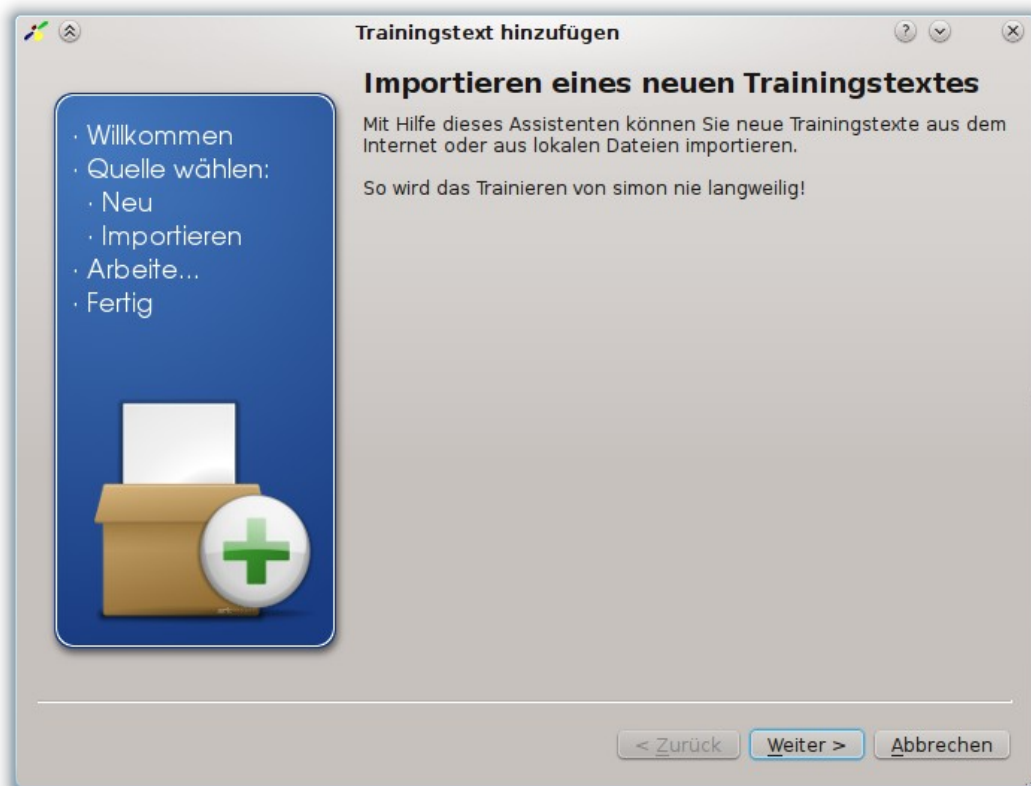 Trainingstext hinzufügen
· Willkommen
· Quelle wählen:
· Neu
· Importieren
· Arbeite...
· Fertig
Importieren eines neuen Trainingstextes
Mit Hilfe dieses Assistenten können Sie neue Trainingstexte aus dem
Internet oder aus lokalen Dateien importieren.
So wird das Trainieren von simon nie langweilig!
< Zurück
Weiter >
Abbrechen